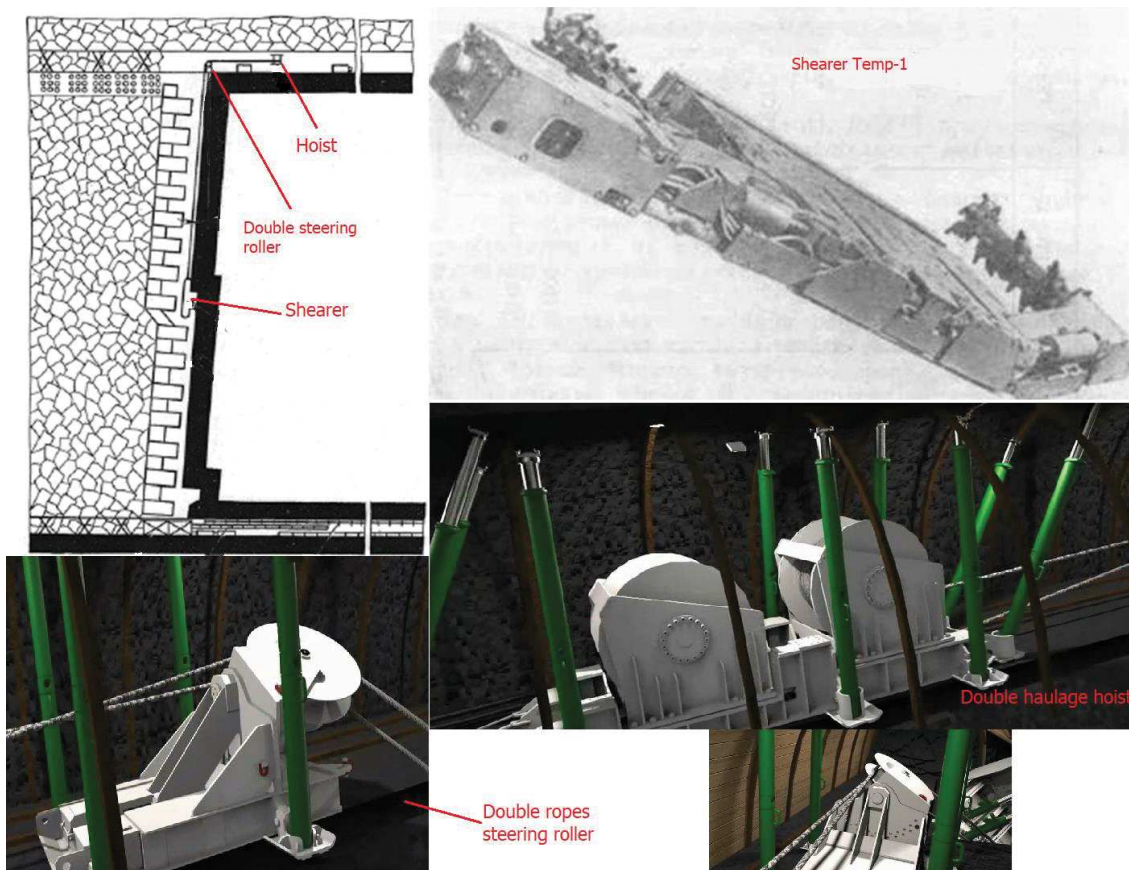 Shearer Temp-1
Hoist
Double steering
roller
Shearer
Double haulage hoist
Double ropes
steering roller